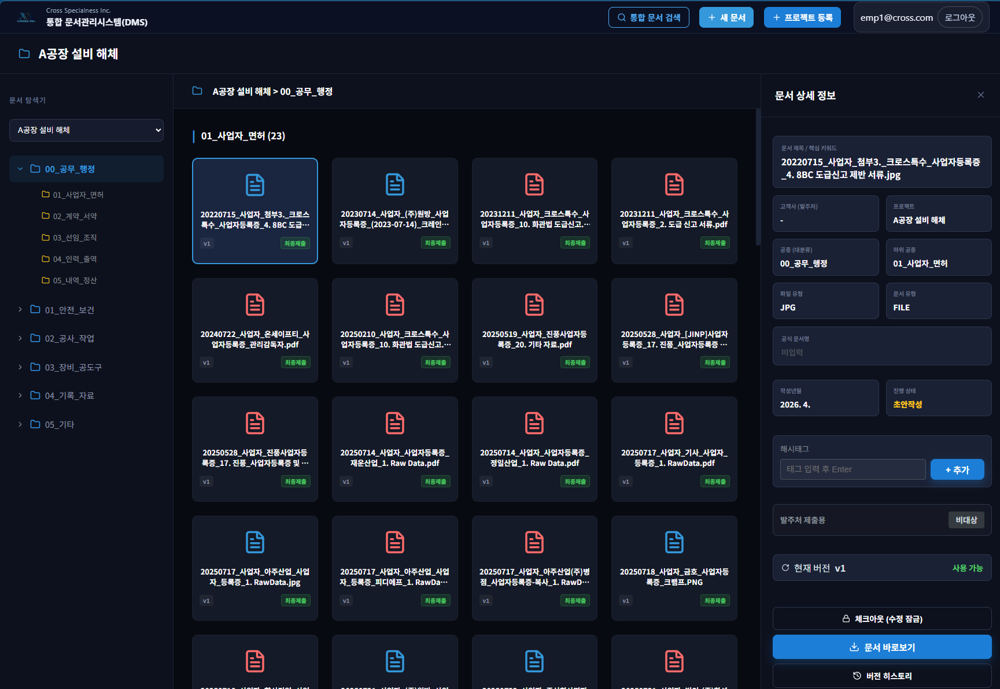 Cross Specialness Inc.
통합 문서관리시스템(DMS)
통합 문서 검색
+ 새 문서
+ 프로젝트 등록
emp1@cross.com
로그아웃
A공장 설비 해체
문서 탐색기
A공장 설비 해체
00_공무_행정
01_사업자_면허
02_계약_서약
03_선임_조직
04_인력_출역
05_내역_정산
01_안전_보건
02_공사_작업
03_장비_공도구
04_기록_자료
05_기타
A공장 설비 해체 > 00_공무_행정
01_사업자_면허 (23)
20220715_사업자_첨부3._크로스
특수_사업자등록증_4. 8BC 도급…
v1
최종제출
20230714_사업자_(주)원방_사업
자등록증_(2023-07-14)_크레인…
v1
최종제출
20231211_사업자_크로스특수_사
업자등록증_10. 화관법 도급신고.…
v1
최종제출
20231211_사업자_크로스특수_사
업자등록증_2. 도급 신고 서류.pdf
v1
최종제출
20240722_사업자_온세이프티_사
업자등록증_관리감독자.pdf
v1
최종제출
20250210_사업자_크로스특수_사
업자등록증_10. 화관법 도급신고.…
v1
최종제출
20250519_사업자_진풍사업자등
록증_20. 기타 자료.pdf
v1
최종제출
20250528_사업자_[JINP]사업자
등록증_17. 진풍_사업자등록증 …
v1
최종제출
20250528_사업자_진풍사업자등
록증_17. 진풍_사업자등록증 및 …
v1
최종제출
20250714_사업자_사업자등록증_
재운산업_1. Raw Data.pdf
v1
최종제출
20250714_사업자_사업자등록증_
정일산업_1. Raw Data.pdf
v1
최종제출
20250717_사업자_기사_사업자_
등록증_1. RawData.pdf
v1
최종제출
20250717_사업자_아주산업_사업
자_등록증_1. RawData.jpg
v1
최종제출
20250717_사업자_아주산업_사업
자_등록증_피디에프_1. RawDa…
v1
최종제출
20250717_사업자_아주산업(주)병
점_사업자등록증-복사_1. RawD…
v1
최종제출
20250718_사업자_금호_사업자등
록증_크램프.PNG
v1
최종제출
문서 상세 정보
문서 제목 / 핵심 키워드
20220715_사업자_첨부3._크로스특수_사업자등록증
_4. 8BC 도급신고 제반 서류.jpg
고객사 (발주처)
-
프로젝트
A공장 설비 해체
공종 (대분류)
00_공무_행정
하위 공종
01_사업자_면허
파일 유형
JPG
문서 유형
FILE
공식 문서명
미입력
작성년월
2026. 4.
진행 상태
초안작성
해시태그
태그 입력 후 Enter
+ 추가
발주처 제출용
비대상
현재 버전 v1
사용 가능
체크아웃 (수정 잠금)
문서 바로보기
버전 히스토리